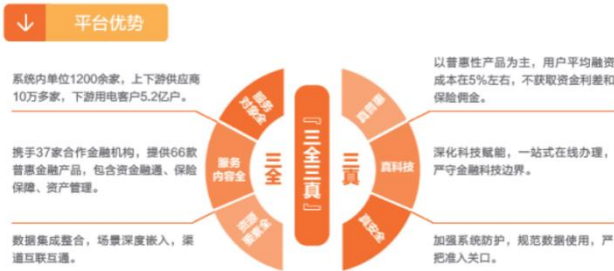 平台优势
系统内单位1200余家，上下游供应商
10万多家，下游用电客户5.2亿户。
携手37家合作金融机构，提供66款
普惠金融产品，包含资金融通、保险
保障、资产管理。
数据集成整合，场景深度嵌入，渠
道互联互通。
服务
对象全
服务
内容全
资源
要素全
三全
『三全三真』
三真
真普惠
真科技
真安全
以普惠性产品为主，用户平均融资
成本在5%左右，不获取资金利差和
保险佣金。
深化科技赋能，一站式在线办理，
严守金融科技边界。
加强系统防护，规范数据使用，严
把准入关口。